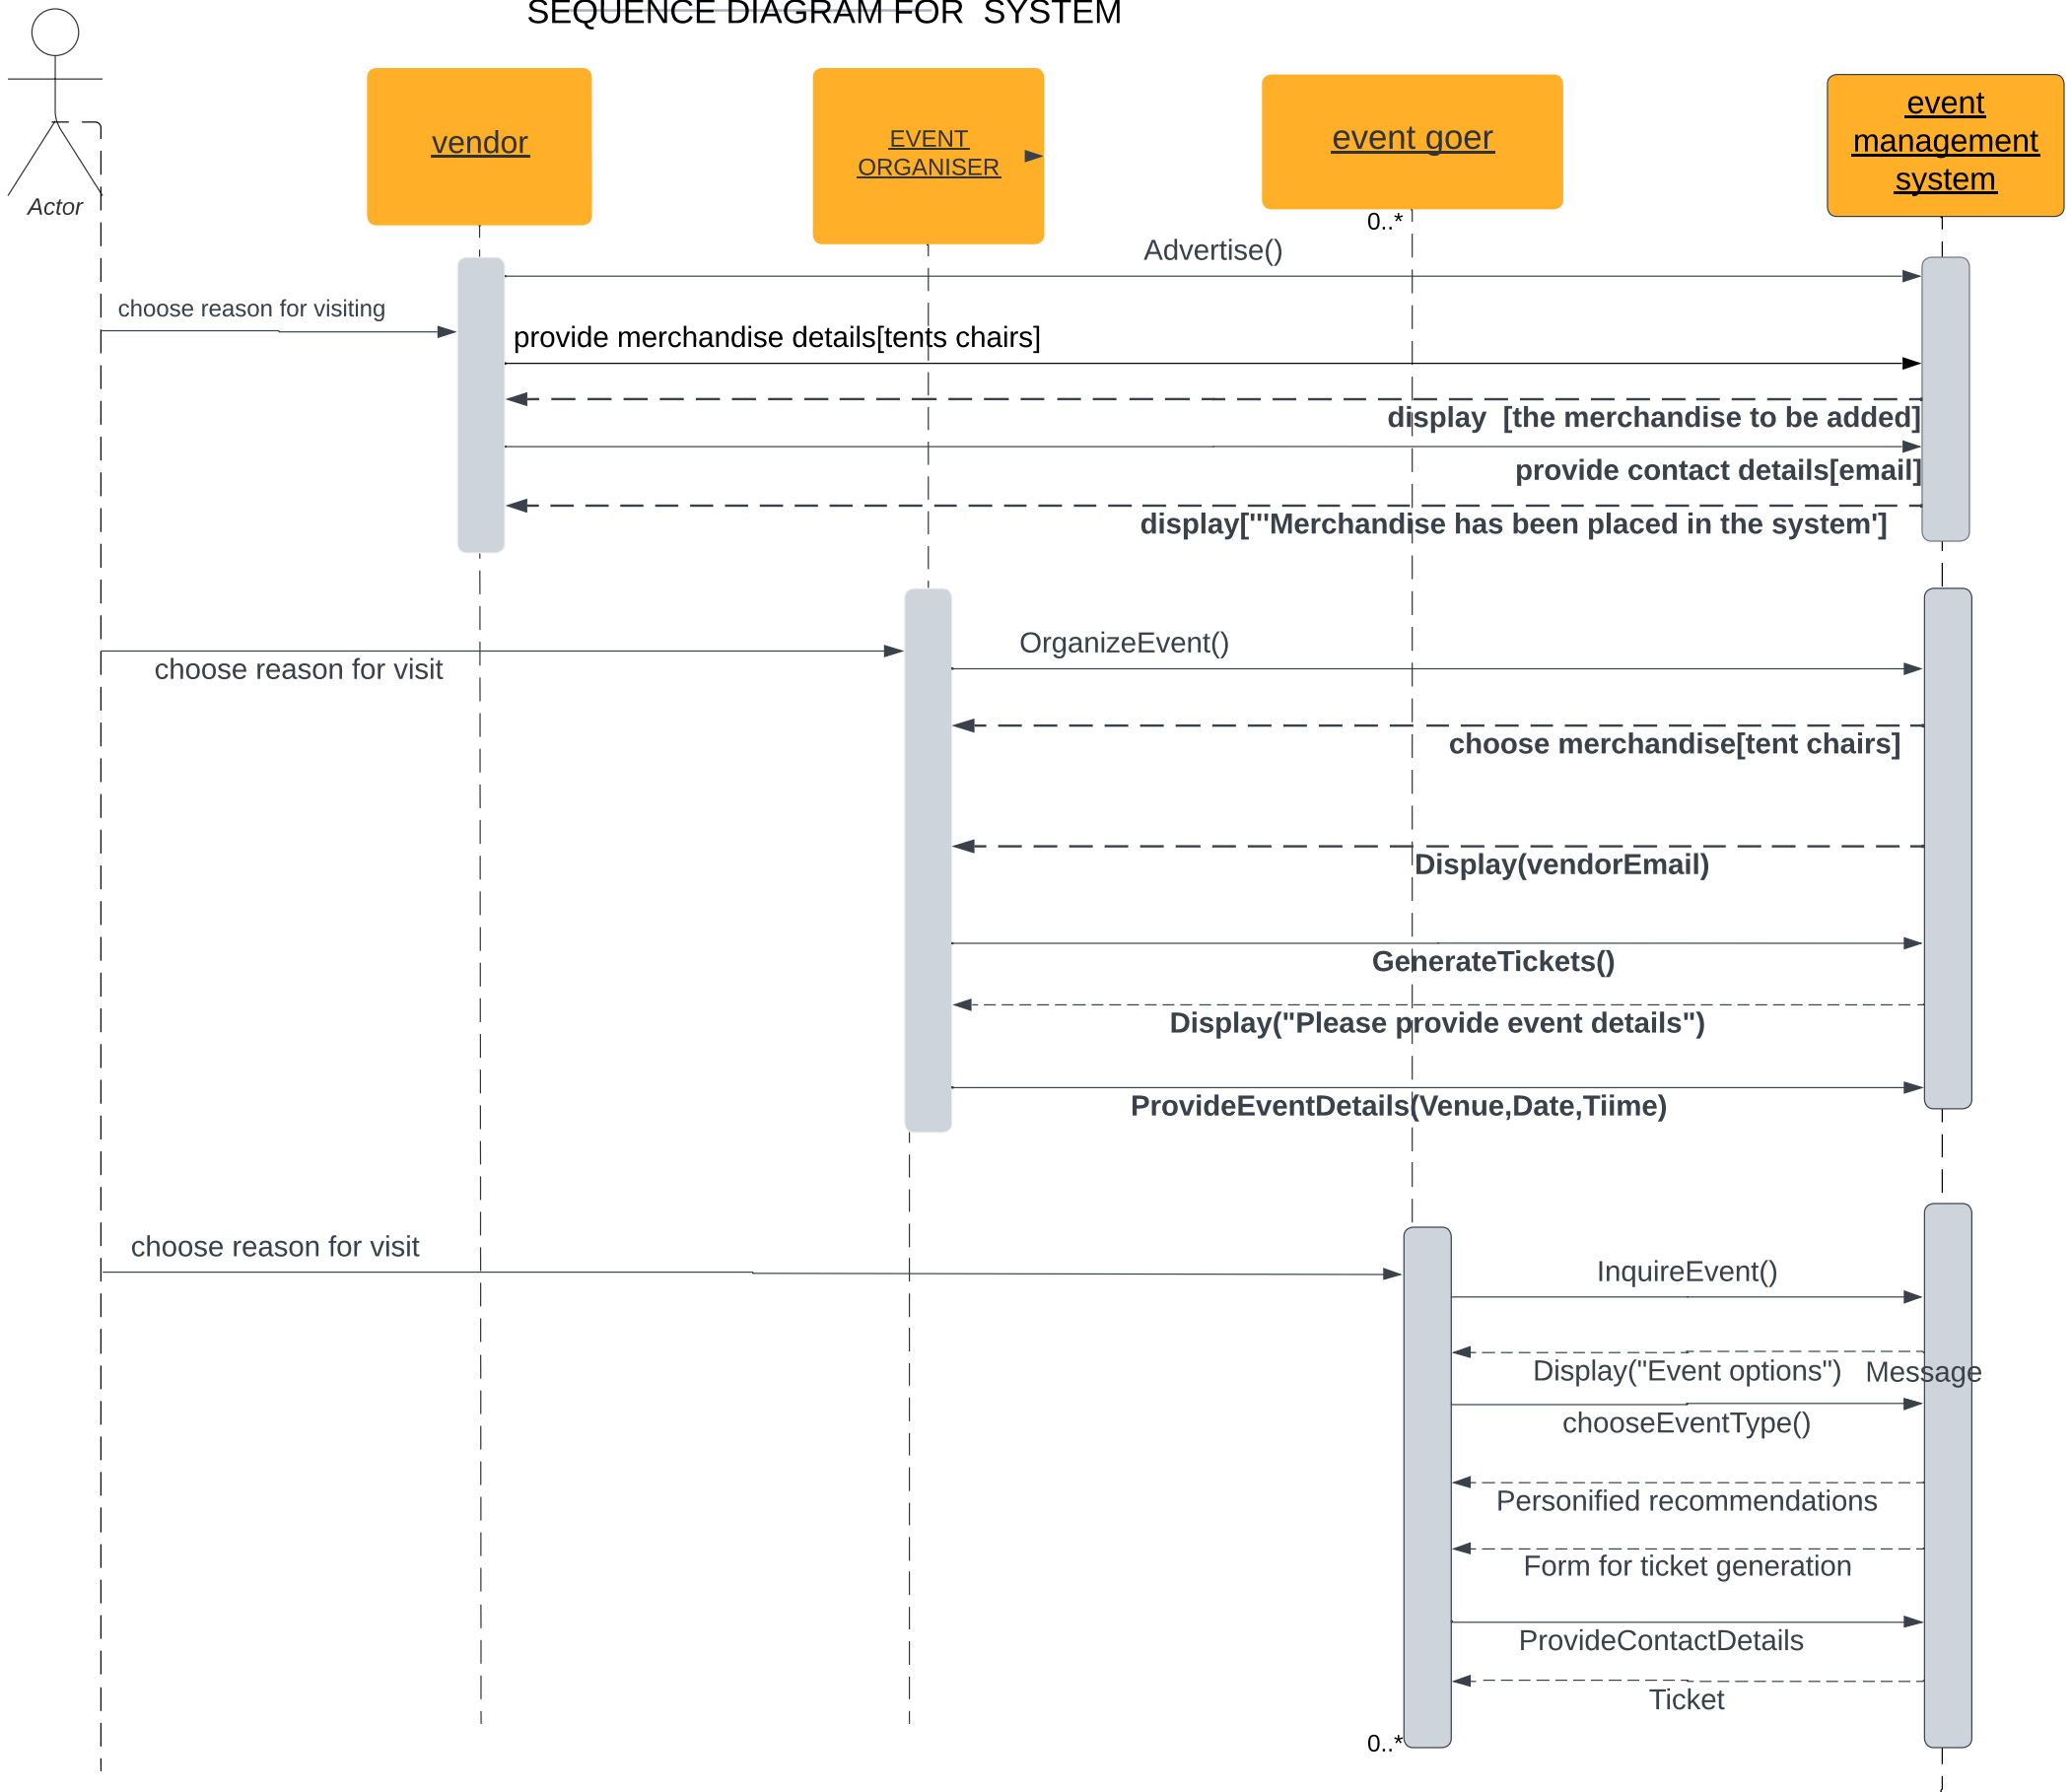 SEQUENCE DIAGRAM FOR  SYSTEM
Actor
vendor
EVENT
ORGANISER
event goer
event
management
system
0..*
Advertise()
choose reason for visiting
provide merchandise details[tents chairs]
display  [the merchandise to be added]
provide contact details[email]
display['''Merchandise has been placed in the system']
OrganizeEvent()
choose reason for visit
choose merchandise[tent chairs]
Display(vendorEmail)
GenerateTickets()
Display("Please provide event details")
ProvideEventDetails(Venue,Date,Tiime)
choose reason for visit
InquireEvent()
Display("Event options")
Message
chooseEventType()
Personified recommendations
Form for ticket generation
ProvideContactDetails
Ticket
0..*